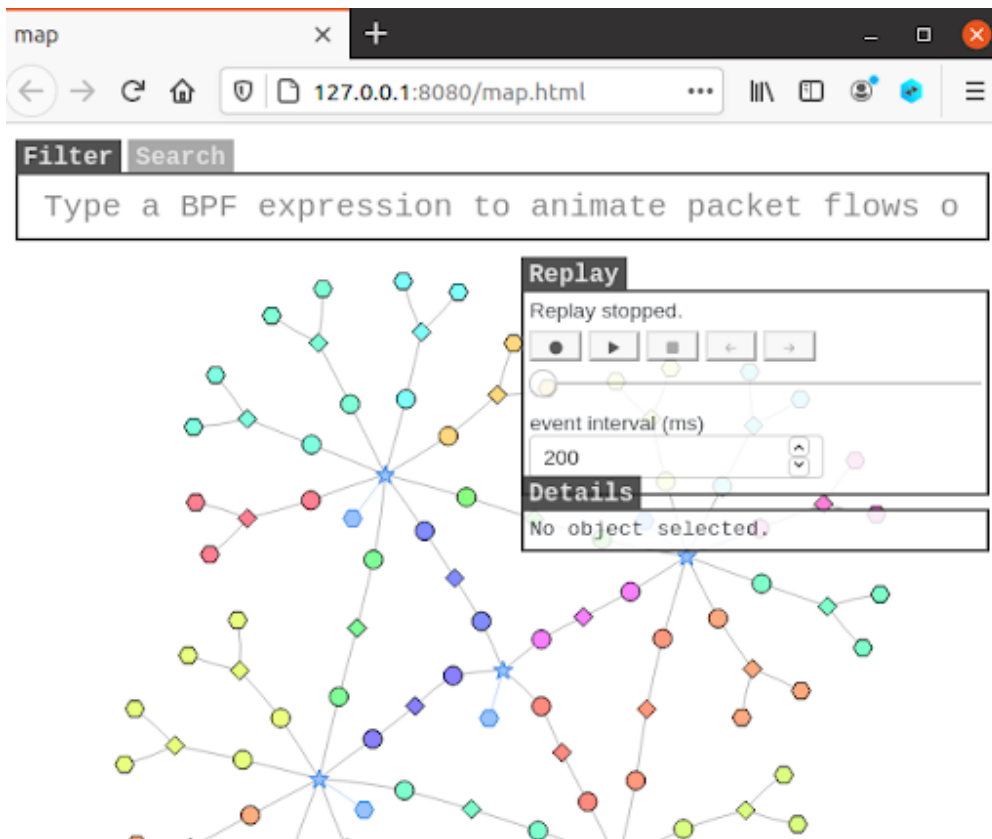 map
127.0.0.1:8080/map.html
Filter Search
Type a BPF expression to animate packet flows o
Replay
Replay stopped.
event interval (ms)
200
Details
No object selected.